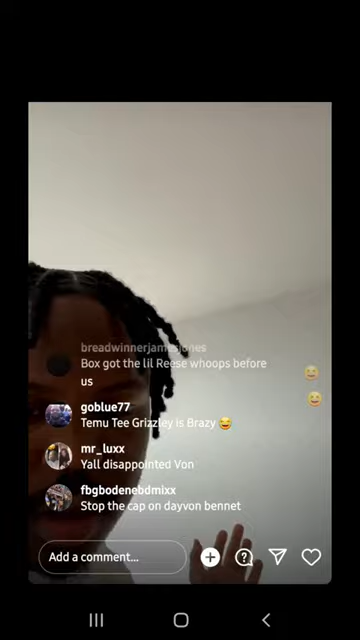 breadwinnerjamesjones
Box got the lil Reese whoops before
us
goblue77
Temu Tee Grizzley is Brazy 😂
mr_luxx
Yall disappointed Von
fbgbodenebdmixx
Stop the cap on dayvon bennet
Add a comment...